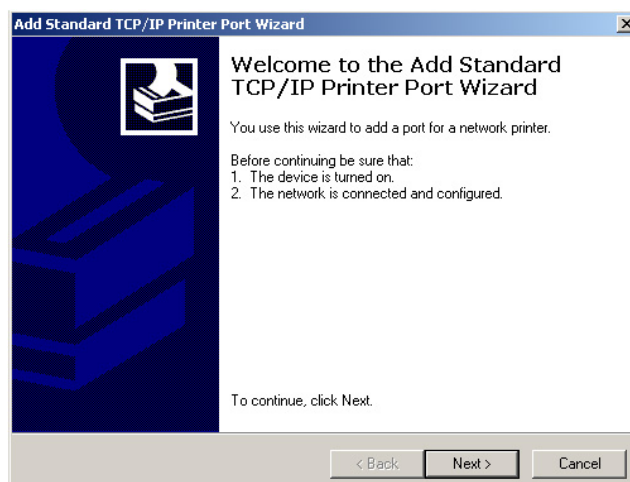 Add Standard TCP/IP Printer Port Wizard
Welcome to the Add Standard
TCP/IP Printer Port Wizard
You use this wizard to add a port for a network printer.
Before continuing be sure that:
1. The device is turned on.
2. The network is connected and configured.
To continue, click Next.
< Back
Next >
Cancel